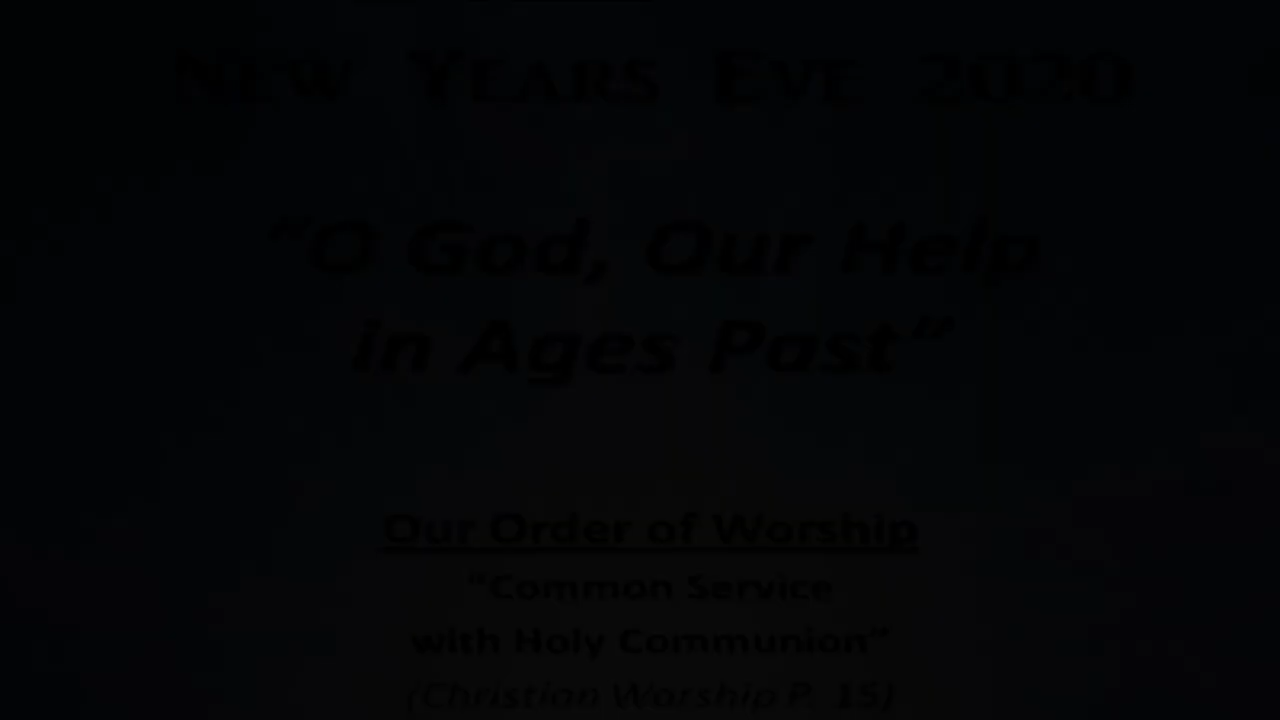 NEW YEARS EVE 2020
“O God, Our Help
in Ages Past”
Our Order of Worship
“Common Service
with Holy Communion”
(Christian Worship P. 15)